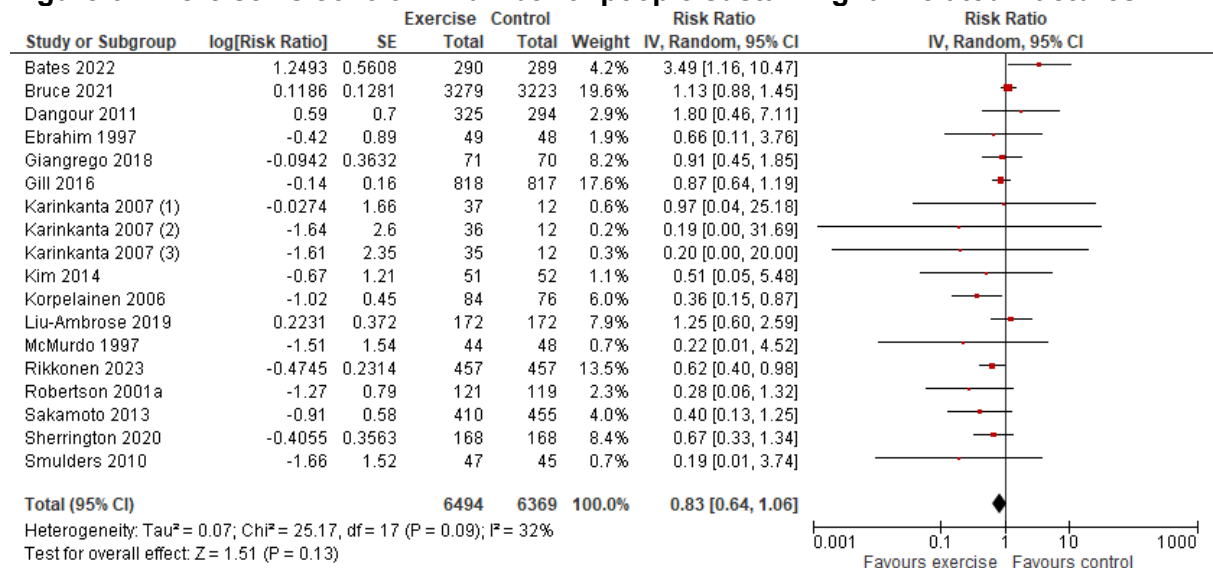 Exercise Control Risk Ratio Risk Ratio
Study or Subgroup log[Risk Ratio] SE Total Total Weight IV, Random, 95% CI IV, Random, 95% CI
Bates 2022 1.2493 0.5608 290 289 4.2% 3.49 [1.16, 10.47]
Bruce 2021 0.1186 0.1281 3279 3223 19.6% 1.13 [0.88, 1.45]
Dangour 2011 0.59 0.7 325 294 2.9% 1.80 [0.46, 7.11]
Ebrahim 1997 -0.42 0.89 49 48 1.9% 0.66 [0.11, 3.76]
Giangrego 2018 -0.0942 0.3632 71 70 8.2% 0.91 [0.45, 1.85]
Gill 2016 -0.14 0.16 818 817 17.6% 0.87 [0.64, 1.19]
Karinkanta 2007 (1) -0.0274 1.66 37 12 0.6% 0.97 [0.04, 25.18]
Karinkanta 2007 (2) -1.64 2.6 36 12 0.2% 0.19 [0.00, 31.69]
Karinkanta 2007 (3) -1.61 2.35 35 12 0.3% 0.20 [0.00, 20.00]
Kim 2014 -0.67 1.21 51 52 1.1% 0.51 [0.05, 5.48]
Korpelainen 2006 -1.02 0.45 84 76 6.0% 0.36 [0.15, 0.87]
Liu-Ambrose 2019 0.2231 0.372 172 172 7.9% 1.25 [0.60, 2.59]
McMurdo 1997 -1.51 1.54 44 48 0.7% 0.22 [0.01, 4.52]
Rikkonen 2023 -0.4745 0.2314 457 457 13.5% 0.62 [0.40, 0.98]
Robertson 2001a -1.27 0.79 121 119 2.3% 0.28 [0.06, 1.32]
Sakamoto 2013 -0.91 0.58 410 455 4.0% 0.40 [0.13, 1.25]
Sherrington 2020 -0.4055 0.3563 168 168 8.4% 0.67 [0.33, 1.34]
Smulders 2010 -1.66 1.52 47 45 0.7% 0.19 [0.01, 3.74]
Total (95% CI) 6494 6369 100.0% 0.83 [0.64, 1.06]
Heterogeneity: Tau² = 0.07; Chi² = 25.17, df = 17 (P = 0.09); I² = 32%
Test for overall effect: Z = 1.51 (P = 0.13)
0.001 0.1 1 10 1000
Favours exercise Favours control